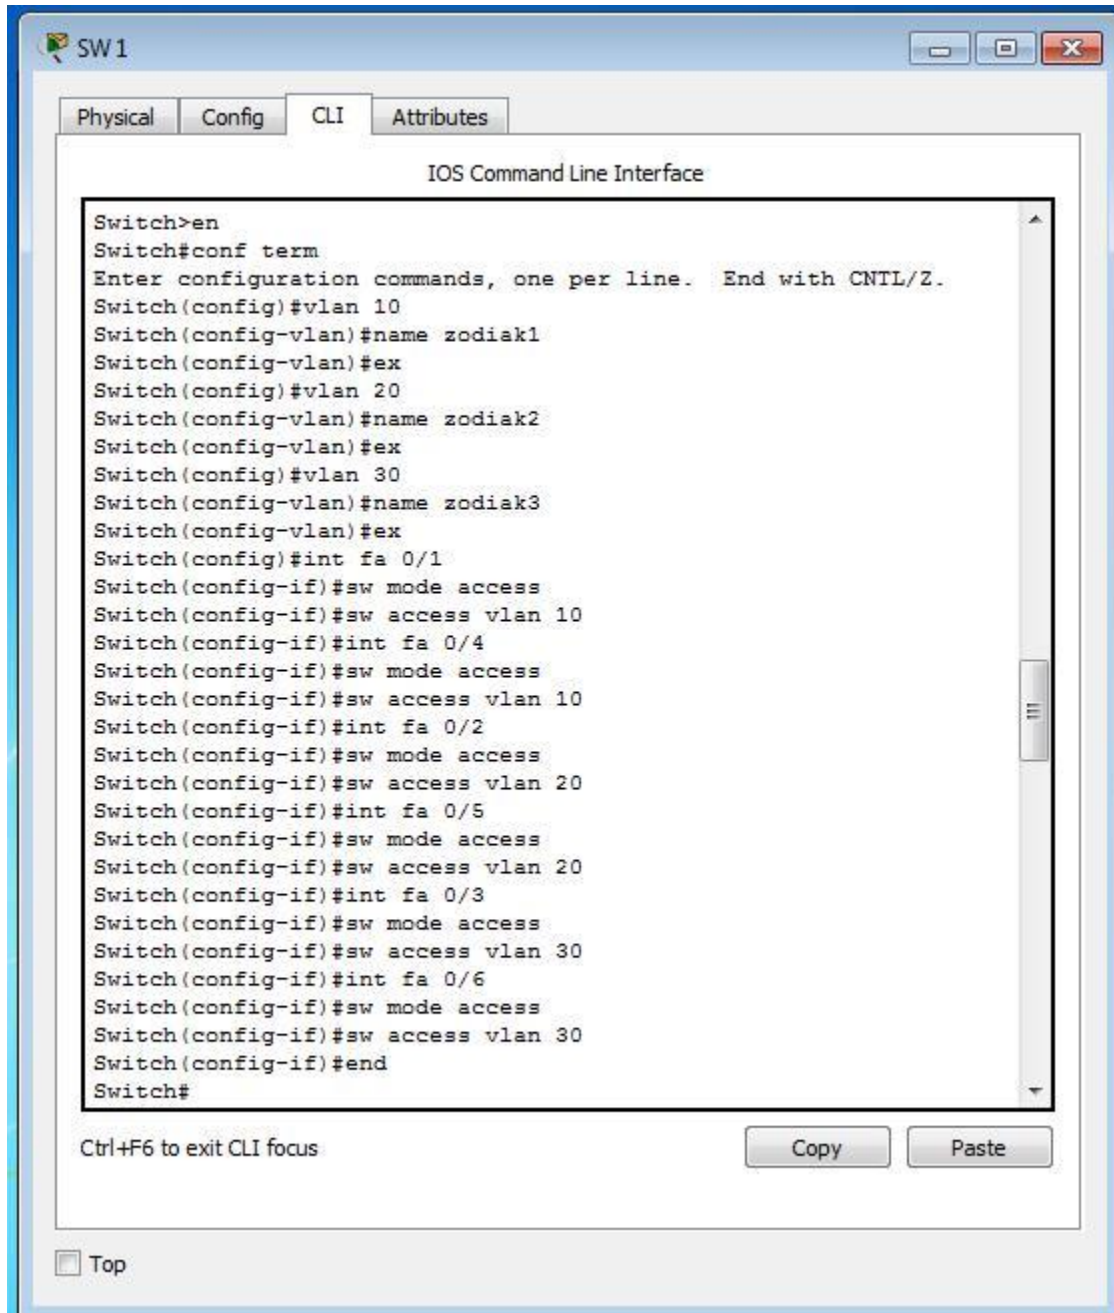 SW1
Physical Config CLI Attributes
IOS Command Line Interface
Switch>en
Switch#conf term
Enter configuration commands, one per line.  End with CNTL/Z.
Switch(config)#vlan 10
Switch(config-vlan)#name zodiak1
Switch(config-vlan)#ex
Switch(config)#vlan 20
Switch(config-vlan)#name zodiak2
Switch(config-vlan)#ex
Switch(config)#vlan 30
Switch(config-vlan)#name zodiak3
Switch(config-vlan)#ex
Switch(config)#int fa 0/1
Switch(config-if)#sw mode access
Switch(config-if)#sw access vlan 10
Switch(config-if)#int fa 0/4
Switch(config-if)#sw mode access
Switch(config-if)#sw access vlan 10
Switch(config-if)#int fa 0/2
Switch(config-if)#sw mode access
Switch(config-if)#sw access vlan 20
Switch(config-if)#int fa 0/5
Switch(config-if)#sw mode access
Switch(config-if)#sw access vlan 20
Switch(config-if)#int fa 0/3
Switch(config-if)#sw mode access
Switch(config-if)#sw access vlan 30
Switch(config-if)#int fa 0/6
Switch(config-if)#sw mode access
Switch(config-if)#sw access vlan 30
Switch(config-if)#end
Switch#
Ctrl+F6 to exit CLI focus
Copy Paste
Top